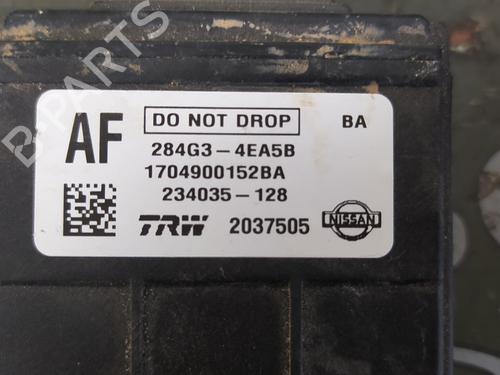 AF
DO NOT DROP
BA
284G3-4EA5B
1704900152BA
234035-128
TRW 2037505
NISSAN
B-PARTS